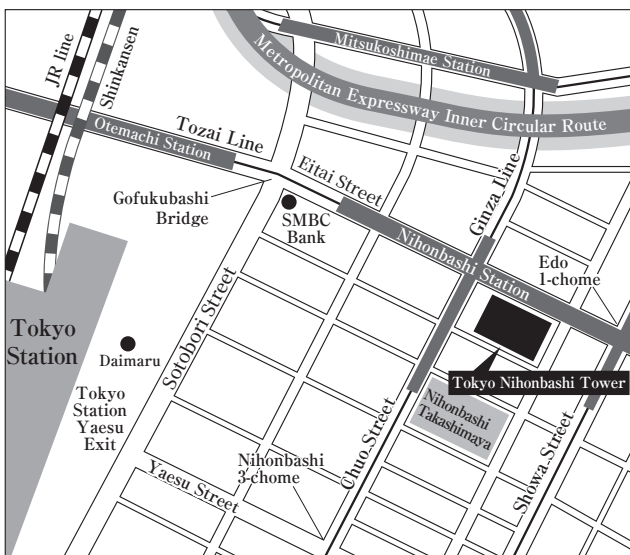 JR line
Shinkansen
Mitsukoshimae Station
Metropolitan Expressway Inner Circular Route
Otemachi Station
Tozai Line
Eitai Street
Ginza Line
Gofukubashi
Bridge
SMBC
Bank
Nihonbashi Station
Edo
1-chome
Tokyo
Station
Daimaru
Sotobori Street
Tokyo Nihonbashi Tower
Tokyo
Station
Yaesu
Exit
Nihonbashi
Takashimaya
Nihonbashi
3-chome
Chuo Street
Showa Street
Yaesu Street